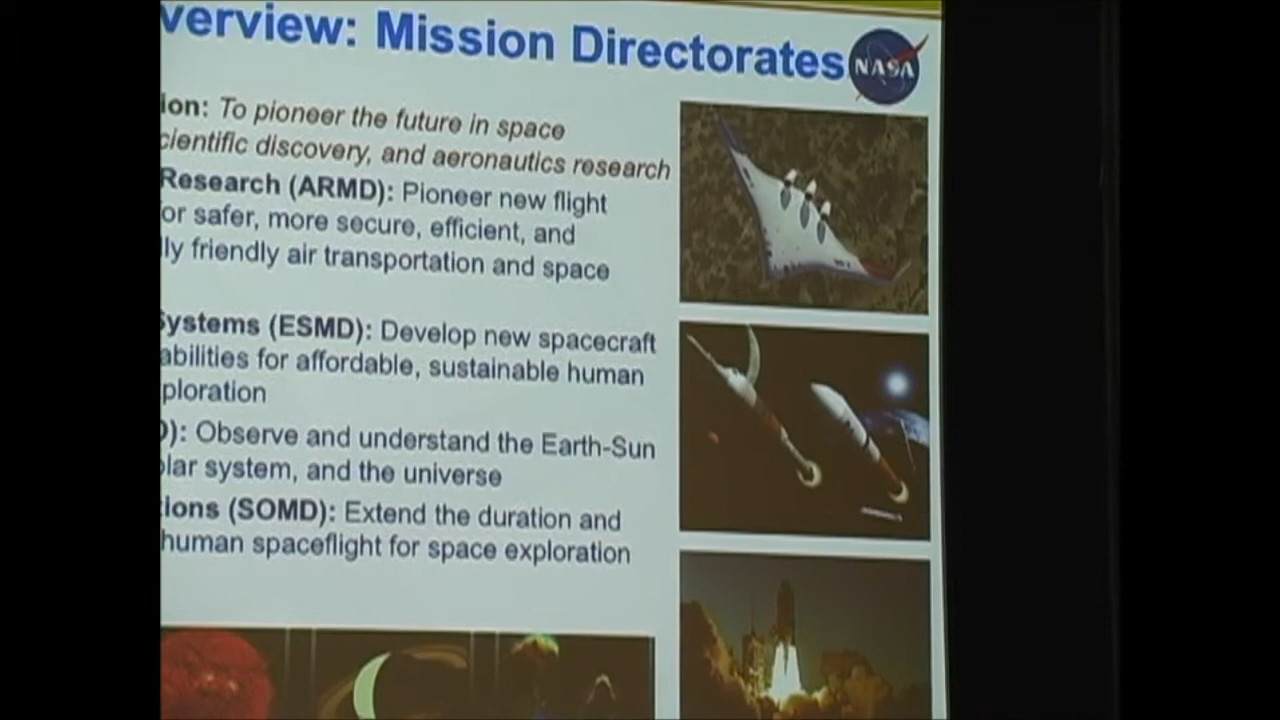 verview: Mission Directorates
NASA
ion: To pioneer the future in space
cientific discovery, and aeronautics research
Research (ARMD): Pioneer new flight
or safer, more secure, efficient, and
lly friendly air transportation and space
Systems (ESMD): Develop new spacecraft
abilities for affordable, sustainable human
ploration
D): Observe and understand the Earth-Sun
olar system, and the universe
tions (SOMD): Extend the duration and
human spaceflight for space exploration